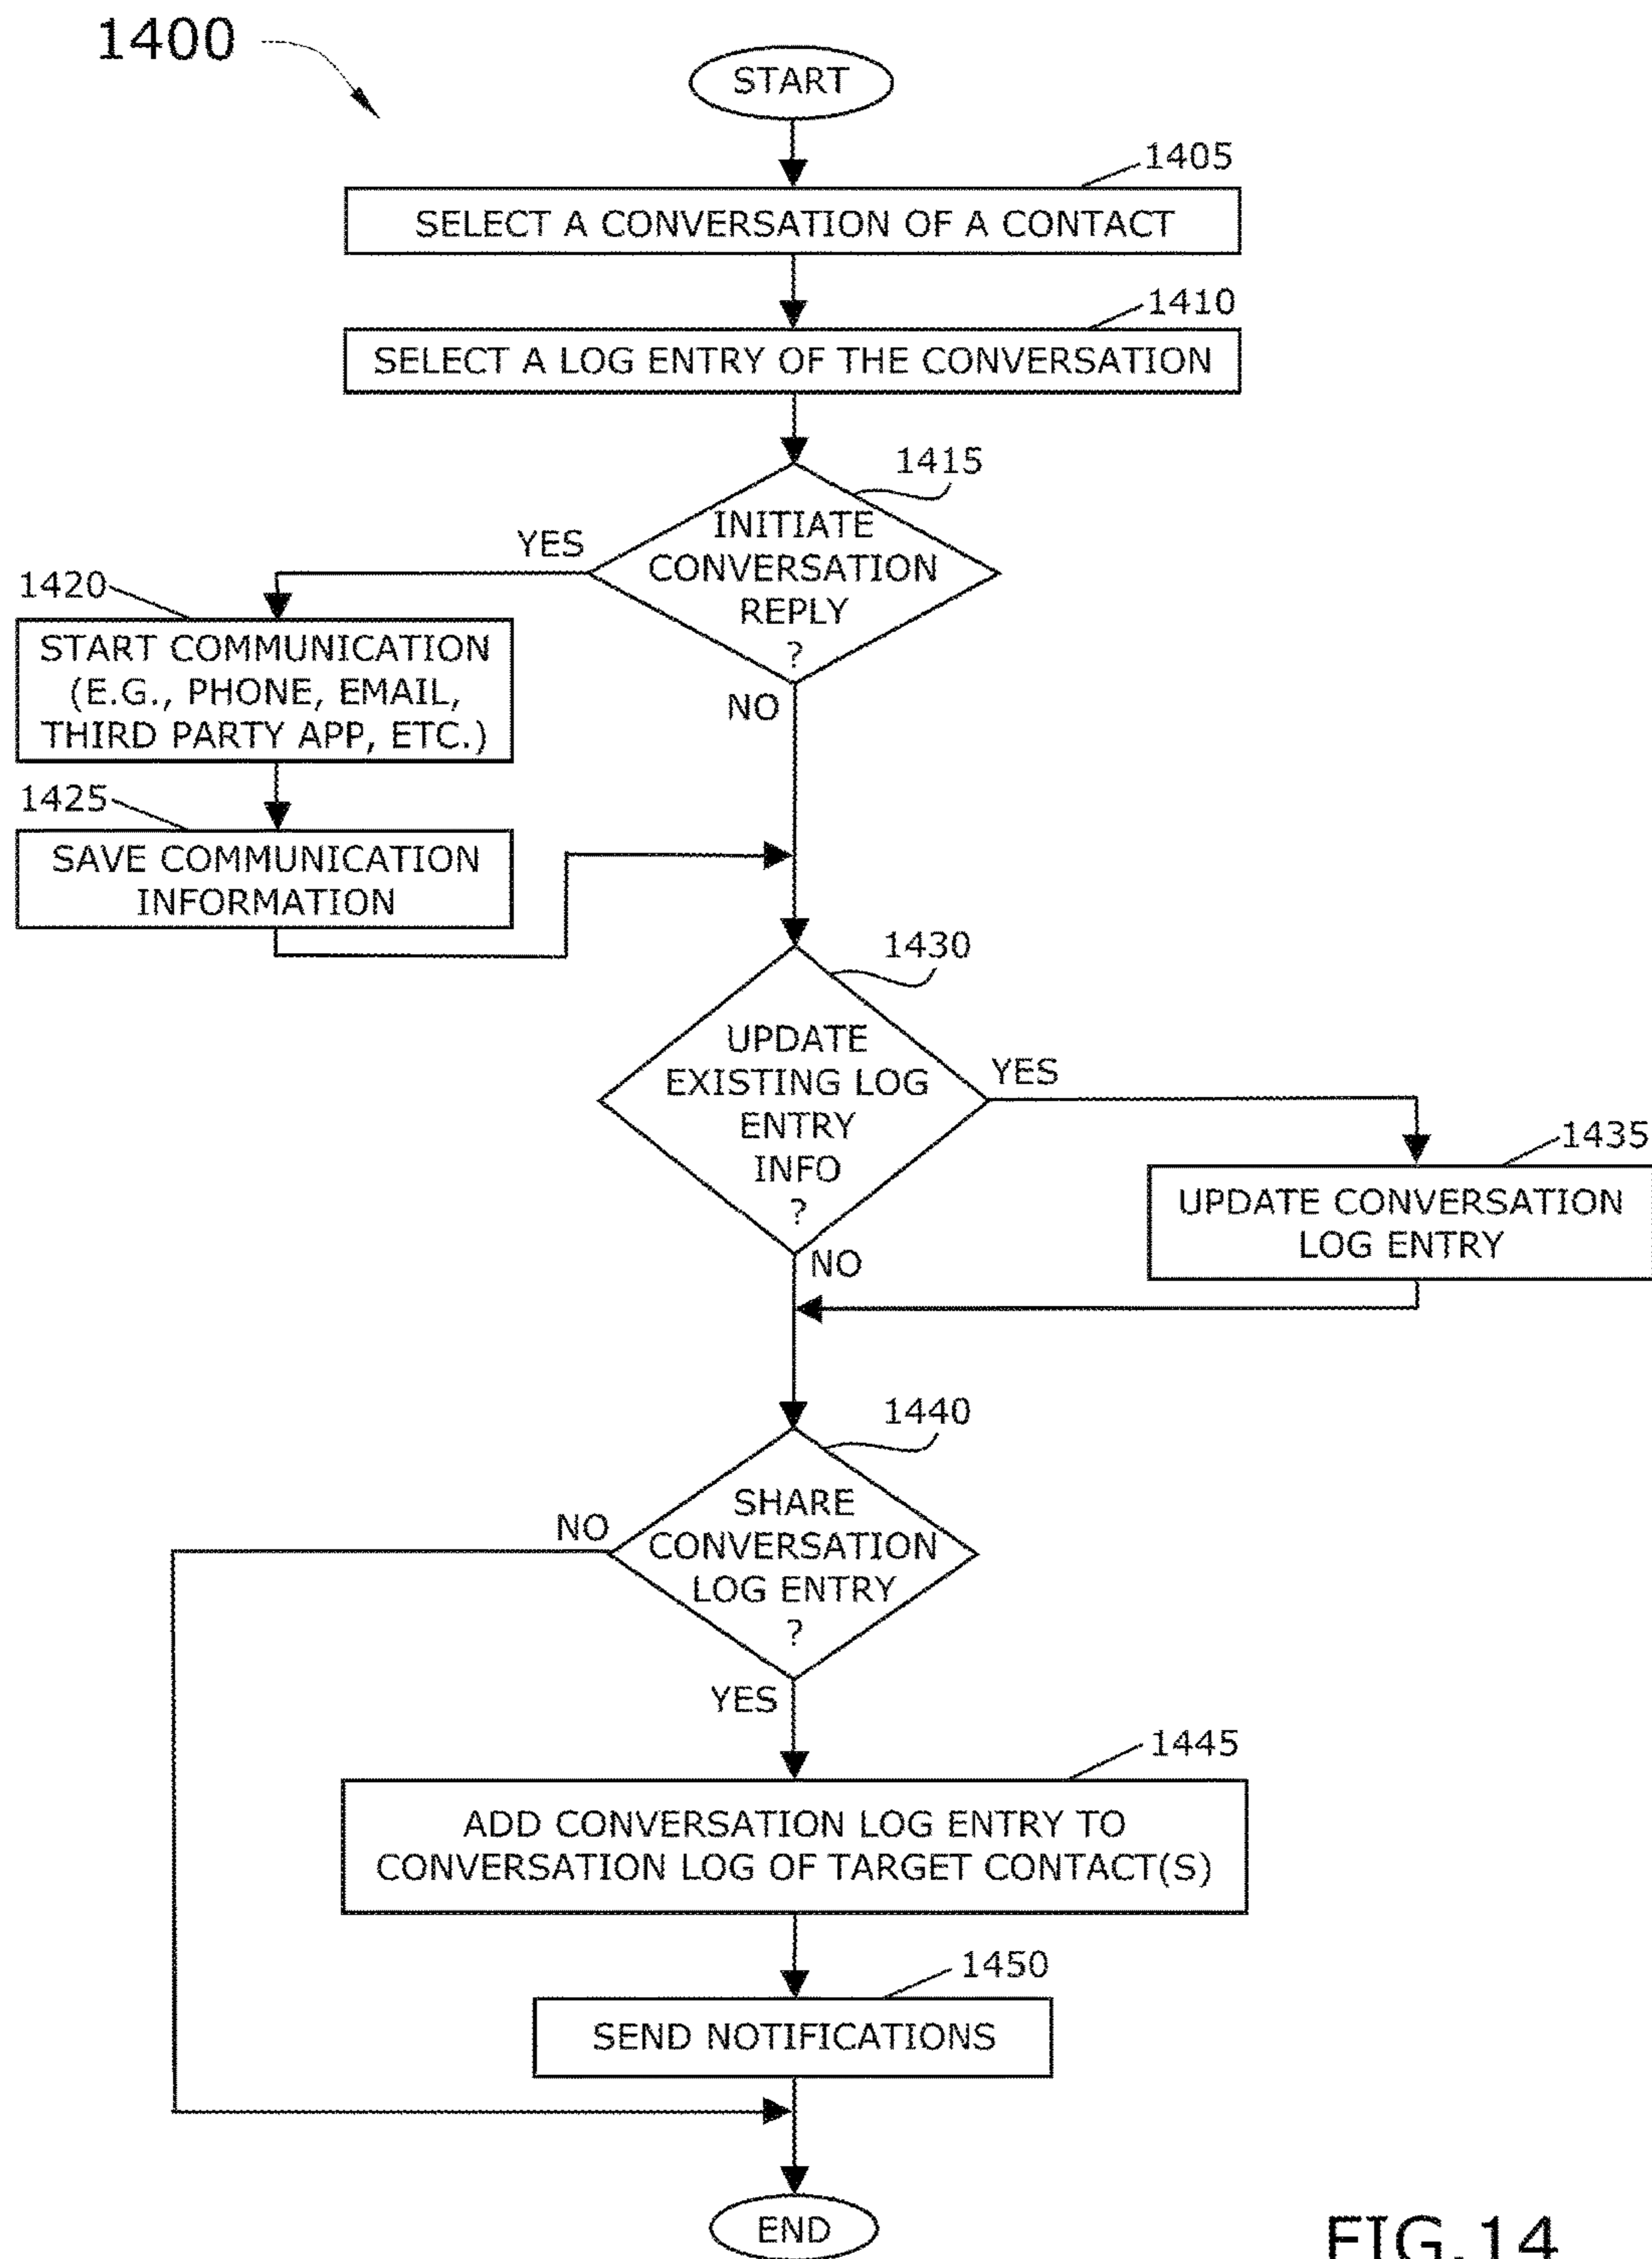 1400
START
1405
SELECT A CONVERSATION OF A CONTACT
1410
SELECT A LOG ENTRY OF THE CONVERSATION
1415
INITIATE
CONVERSATION
REPLY
?
YES
NO
1420
START COMMUNICATION
(E.G., PHONE, EMAIL,
THIRD PARTY APP, ETC.)
1425
SAVE COMMUNICATION
INFORMATION
1430
UPDATE
EXISTING LOG
ENTRY
INFO
?
YES
NO
1435
UPDATE CONVERSATION
LOG ENTRY
1440
SHARE
CONVERSATION
LOG ENTRY
?
NO
YES
1445
ADD CONVERSATION LOG ENTRY TO
CONVERSATION LOG OF TARGET CONTACT(S)
1450
SEND NOTIFICATIONS
END
FIG.14